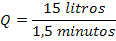 Q = 15 litros / 1,5 minutos